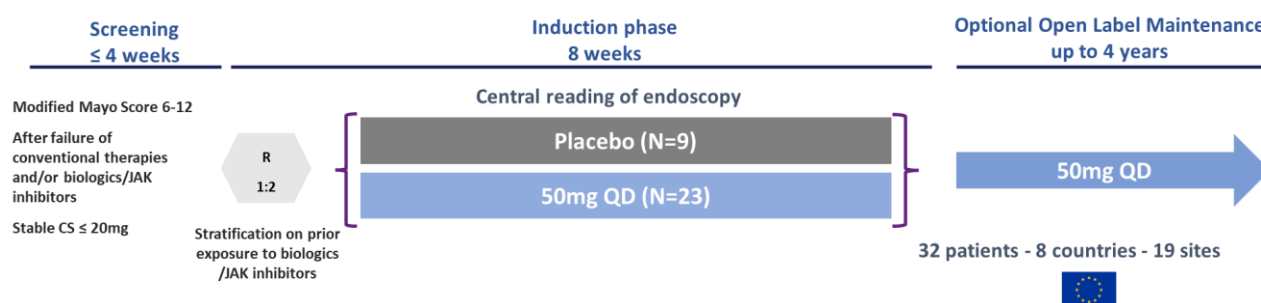 Screening
≤ 4 weeks
Induction phase
8 weeks
Optional Open Label Maintenance
up to 4 years
Modified Mayo Score 6-12
After failure of
conventional therapies
and/or biologics/JAK
inhibitors
Stable CS ≤ 20mg
R
1:2
Stratification on prior
exposure to biologics
/JAK inhibitors
Central reading of endoscopy
Placebo (N=9)
50mg QD (N=23)
50mg QD
32 patients - 8 countries - 19 sites